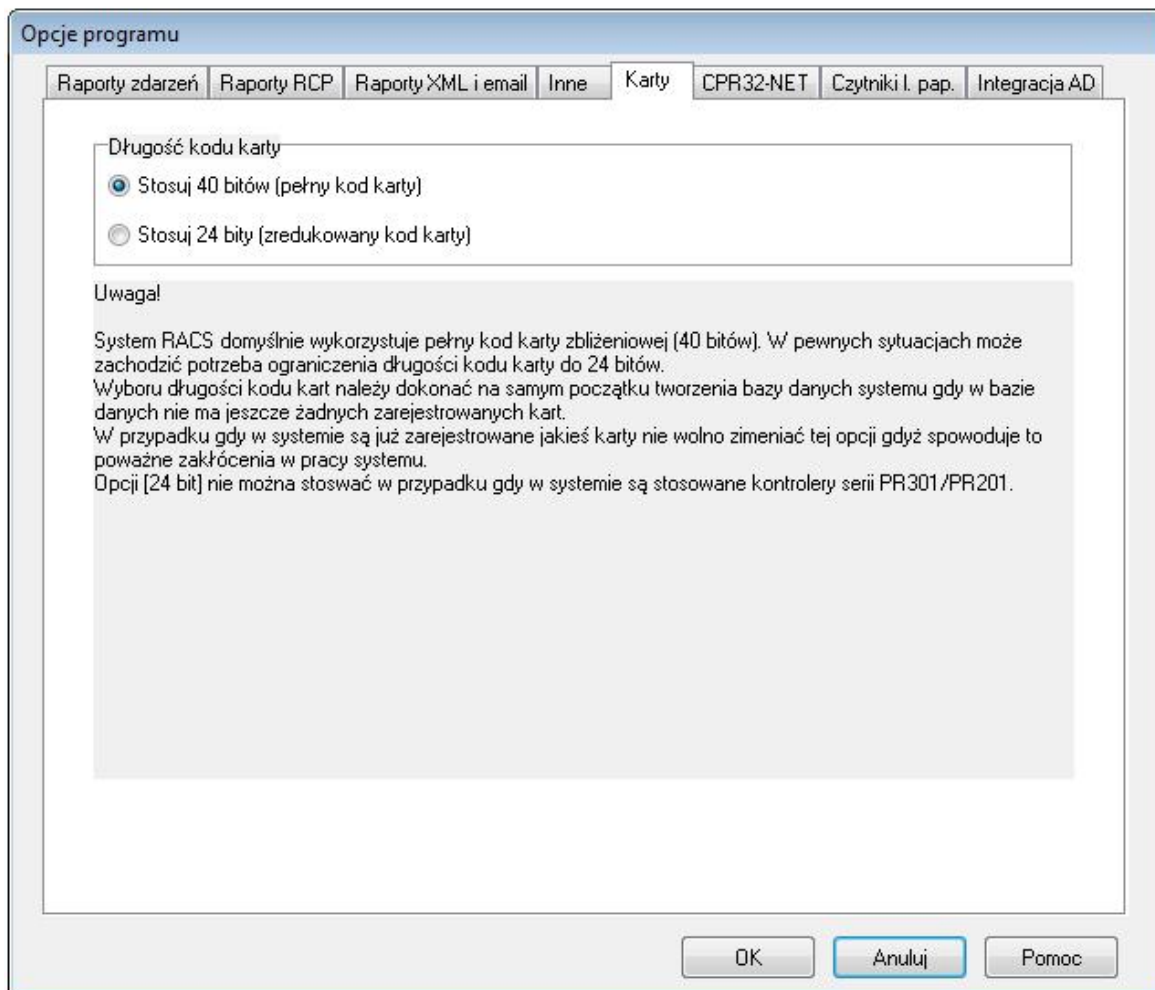 Opcje programu
Raporty zdarzeń Raporty RCP Raporty XML i email Inne Karty CPR32-NET Czytniki l. pap. Integracja AD
Długość kodu karty
Stosuj 40 bitów (pełny kod karty)
Stosuj 24 bity (zredukowany kod karty)
Uwaga!
System RACS domyślnie wykorzystuje pełny kod karty zbliżeniowej (40 bitów). W pewnych sytuacjach może
zachodzić potrzeba ograniczenia długości kodu karty do 24 bitów.
Wyboru długości kodu kart należy dokonać na samym początku tworzenia bazy danych systemu gdy w bazie
danych nie ma jeszcze żadnych zarejestrowanych kart.
W przypadku gdy w systemie są już zarejestrowane jakieś karty nie wolno zimeniać tej opcji gdyż spowoduje to
poważne zakłócenia w pracy systemu.
Opcji [24 bit] nie można stoswać w przypadku gdy w systemie są stosowane kontrolery serii PR301/PR201.
OK Anuluj Pomoc